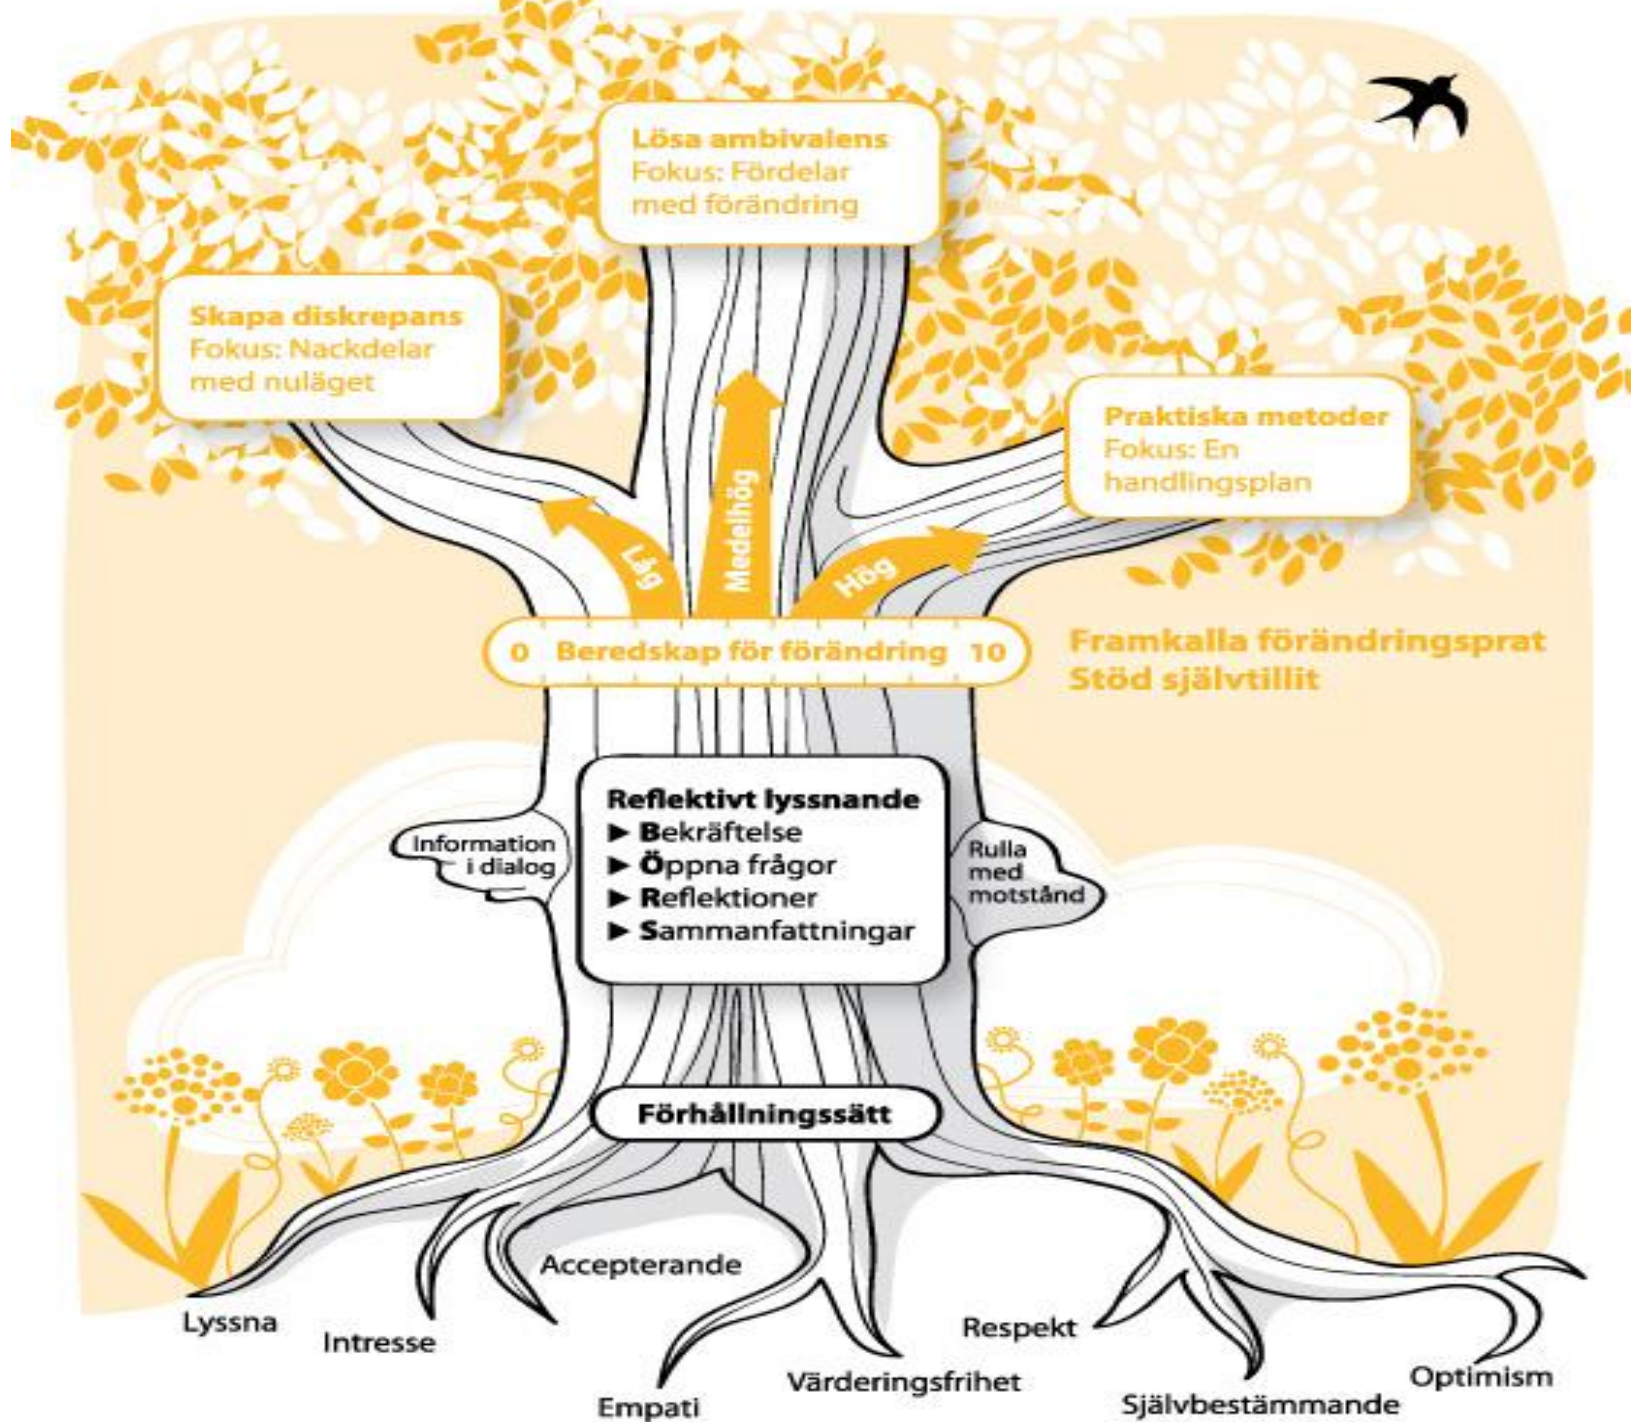 Lösa ambivalens
Fokus: Fördelar
med förändring
Skapa diskrepans
Fokus: Nackdelar
med nuläget
Praktiska metoder
Fokus: En
handlingsplan
Låg
Medelhög
Hög
0 Beredskap för förändring 10
Framkalla förändringsprat
Stöd självtillit
Reflektivt lyssnande
► Bekräftelse
► Öppna frågor
► Reflektioner
► Sammanfattningar
Information
i dialog
Rulla
med
motstånd
Förhållningssätt
Lyssna
Intresse
Accepterande
Empati
Värderingsfrihet
Respekt
Självbestämmande
Optimism